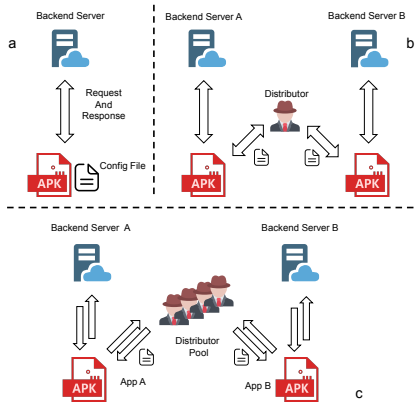 Backend Server
a
Request
And
Response
Config File
APK
Backend Server A
Backend Server B
b
Distributor
APK
APK
Backend Server A
Backend Server B
Distributor
Pool
App A
App B
APK
APK
c